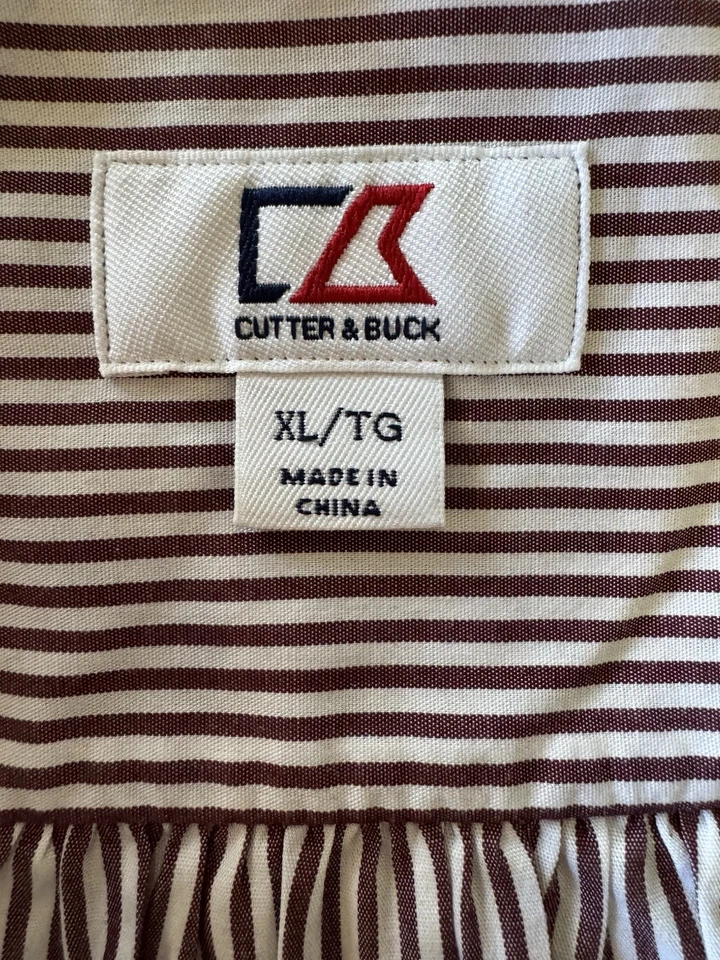 CUTTER & BUCK
XL/TG
MADE IN
CHINA